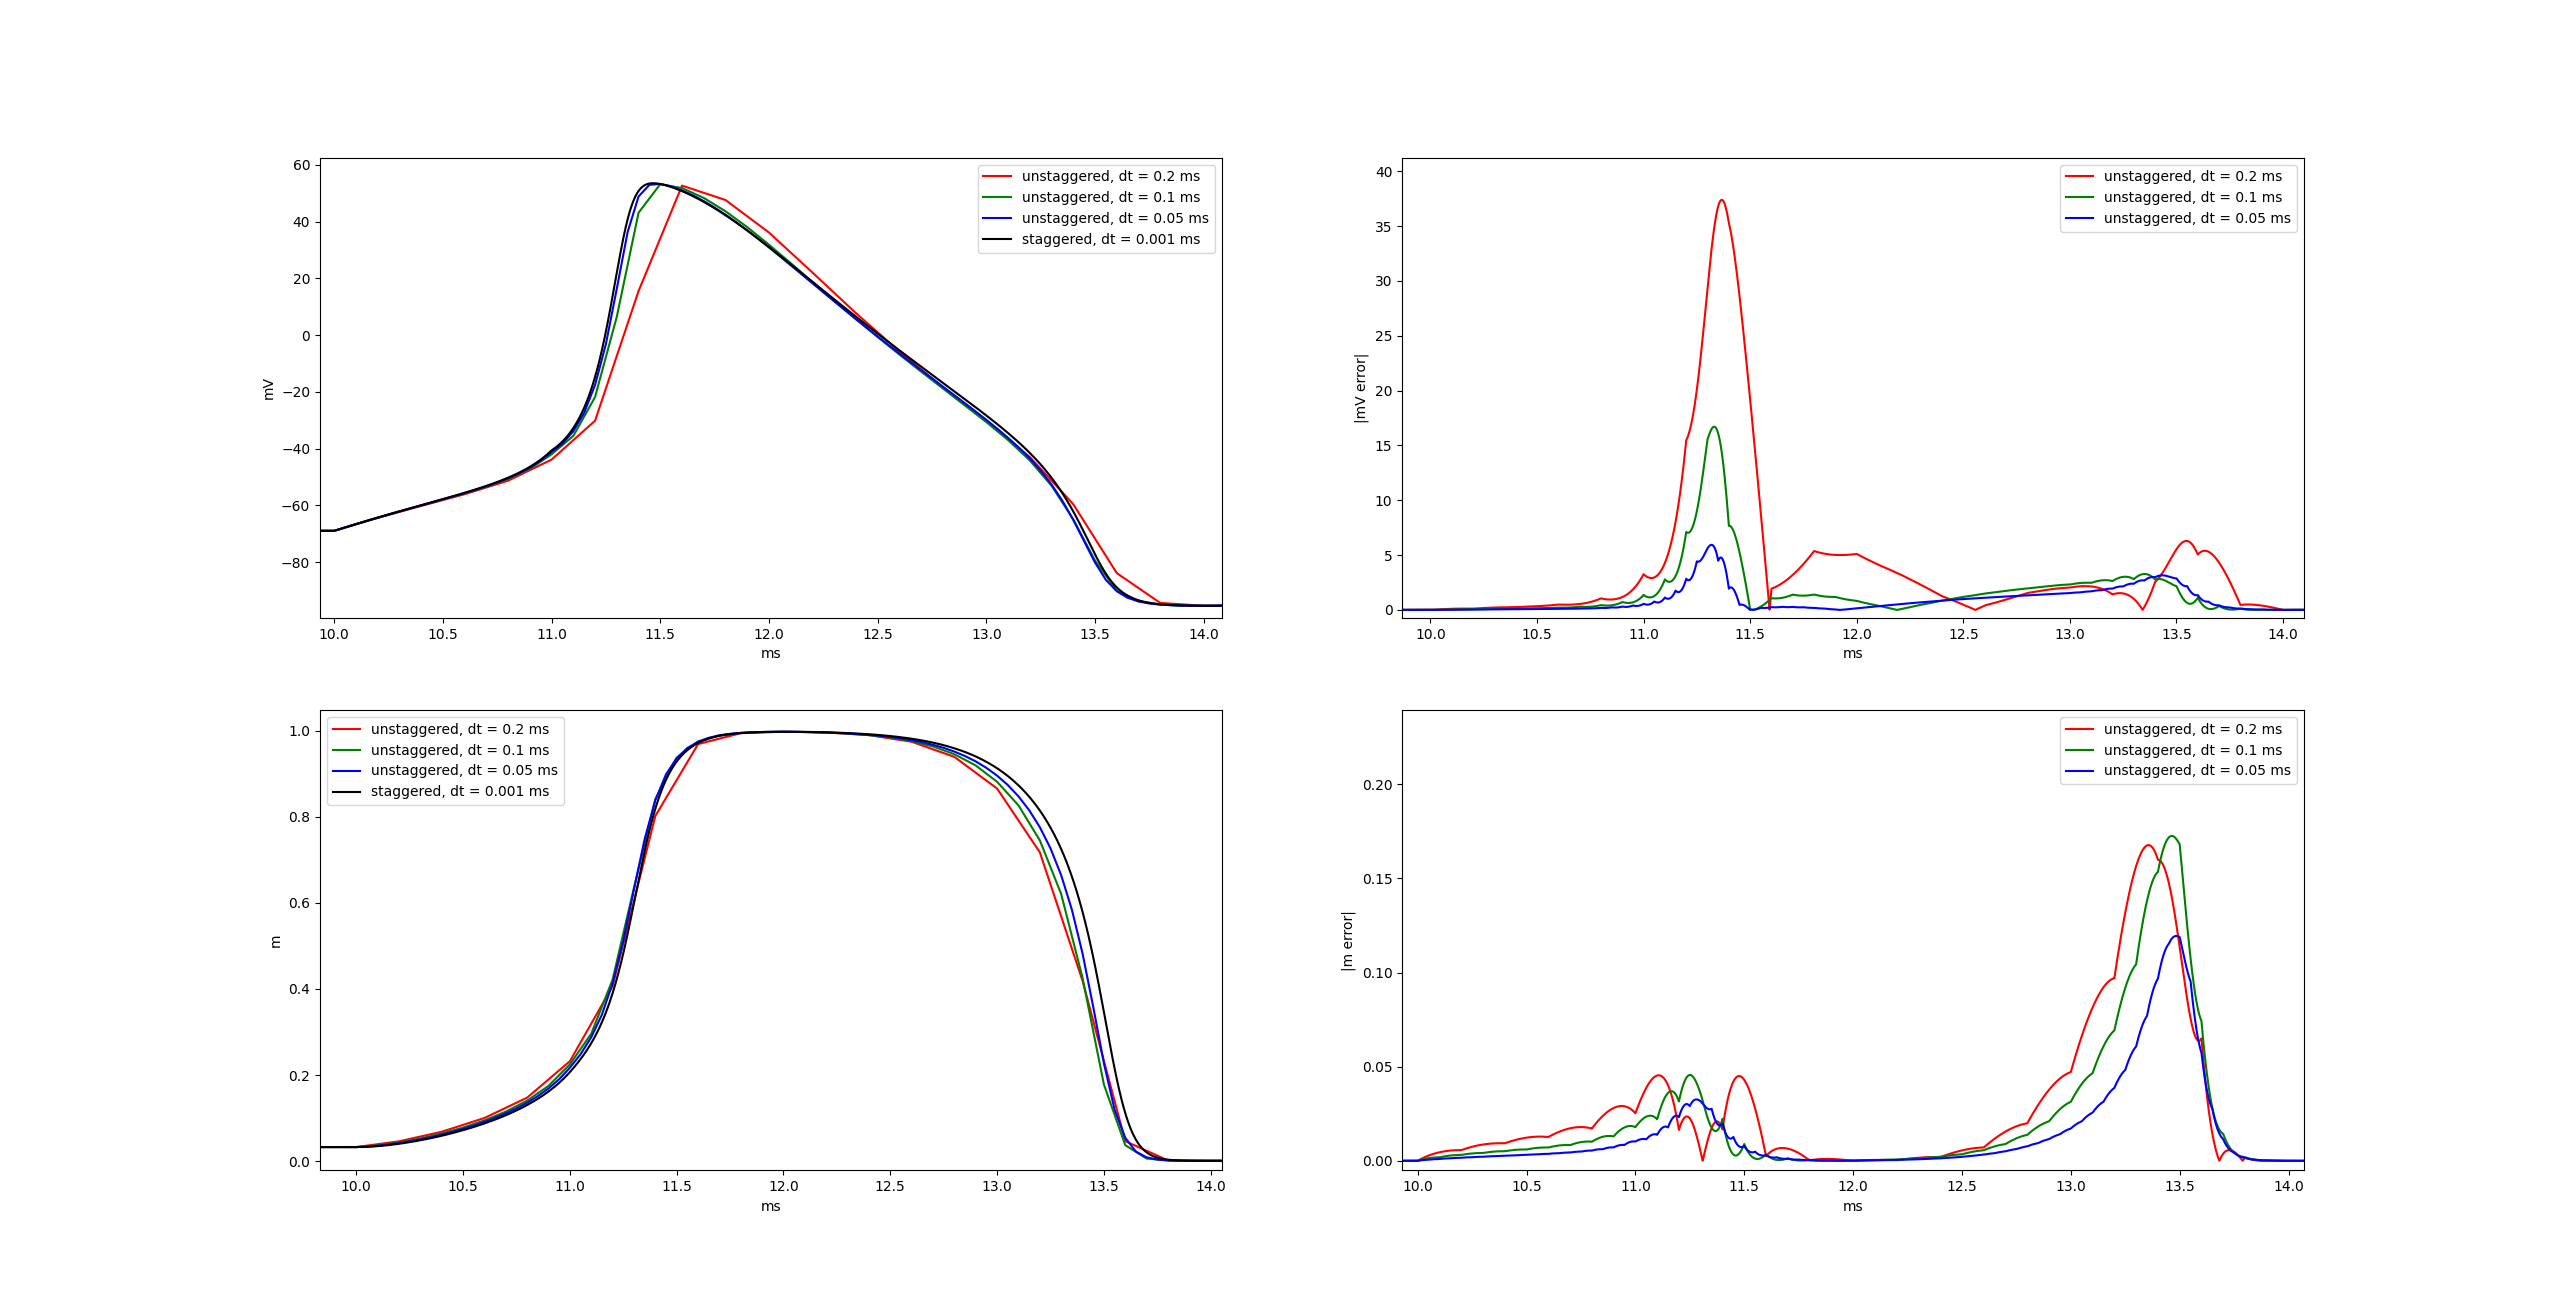 60
40
20
0
−20
−40
−60
−80
mV
10.0 10.5 11.0 11.5 12.0 12.5 13.0 13.5 14.0
ms
unstaggered, dt = 0.2 ms
unstaggered, dt = 0.1 ms
unstaggered, dt = 0.05 ms
staggered, dt = 0.001 ms
40
35
30
25
20
15
10
5
0
|mV error|
10.0 10.5 11.0 11.5 12.0 12.5 13.0 13.5 14.0
ms
unstaggered, dt = 0.2 ms
unstaggered, dt = 0.1 ms
unstaggered, dt = 0.05 ms
1.0
0.8
0.6
0.4
0.2
0.0
m
10.0 10.5 11.0 11.5 12.0 12.5 13.0 13.5 14.0
ms
unstaggered, dt = 0.2 ms
unstaggered, dt = 0.1 ms
unstaggered, dt = 0.05 ms
staggered, dt = 0.001 ms
0.20
0.15
0.10
0.05
0.00
|m error|
10.0 10.5 11.0 11.5 12.0 12.5 13.0 13.5 14.0
ms
unstaggered, dt = 0.2 ms
unstaggered, dt = 0.1 ms
unstaggered, dt = 0.05 ms